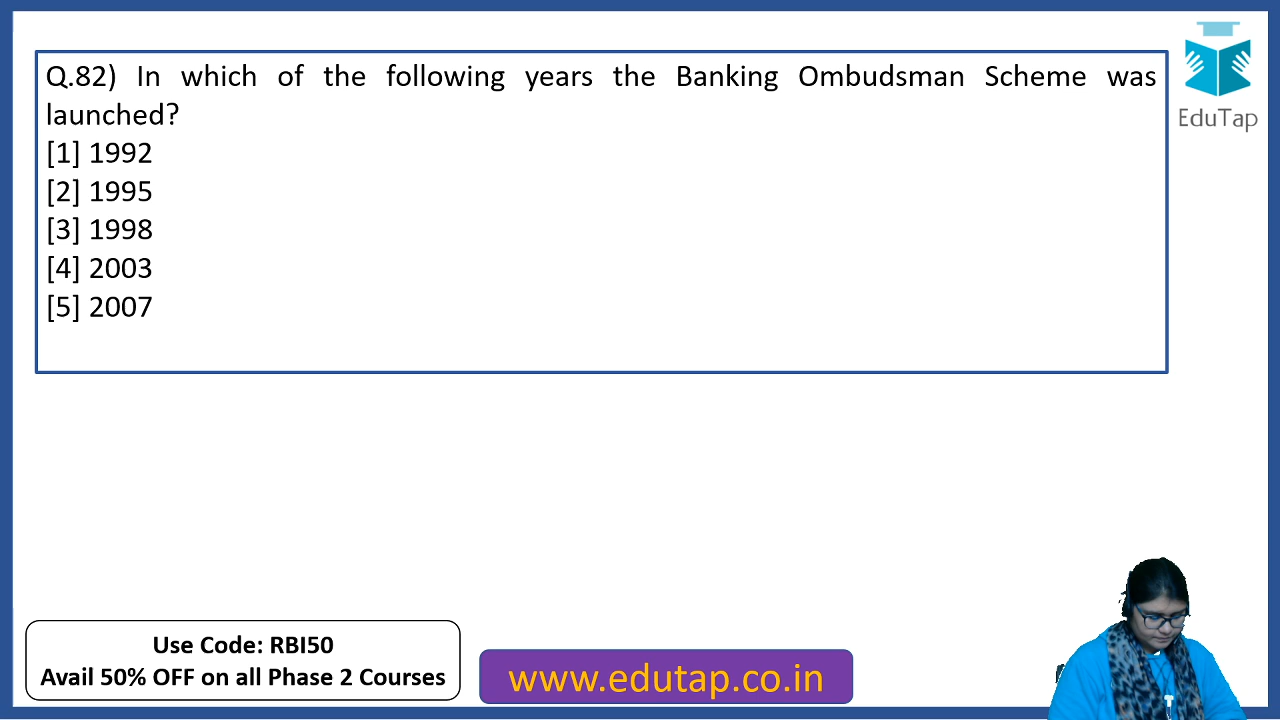 Q.82) In which of the following years the Banking Ombudsman Scheme was
launched?
[1] 1992
[2] 1995
[3] 1998
[4] 2003
[5] 2007
EduTap
Use Code: RBI50
Avail 50% OFF on all Phase 2 Courses
www.edutap.co.in